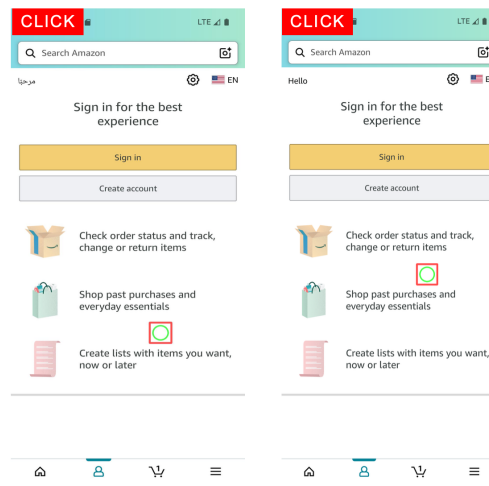 CLICK
LTE
Search Amazon
مرحبًا
EN
Sign in for the best
experience
Sign in
Create account
Check order status and track,
change or return items
Shop past purchases and
everyday essentials
Create lists with items you want,
now or later
1
CLICK
LTE
Search Amazon
Hello
E
Sign in for the best
experience
Sign in
Create account
Check order status and track,
change or return items
Shop past purchases and
everyday essentials
Create lists with items you want,
now or later
1